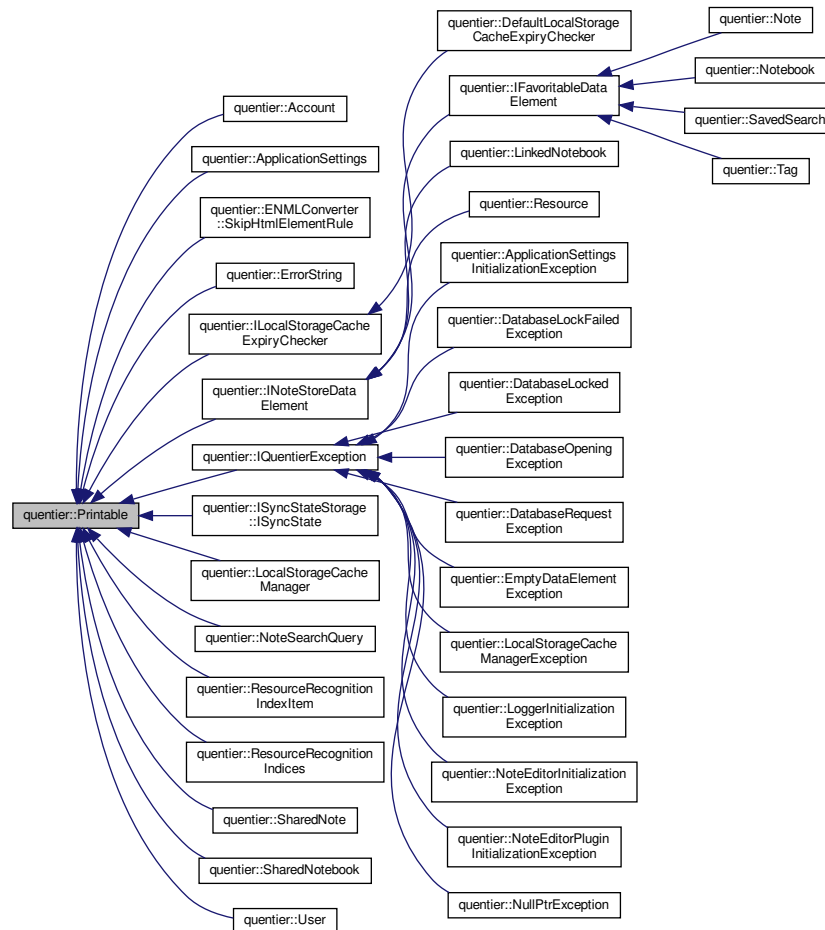 quentier::Printable
quentier::Account
quentier::ApplicationSettings
quentier::ENMLConverter
::SkipHtmlElementRule
quentier::ErrorString
quentier::ILocalStorageCache
ExpiryChecker
quentier::INoteStoreData
Element
quentier::IQuentierException
quentier::ISyncStateStorage
::ISyncState
quentier::LocalStorageCache
Manager
quentier::NoteSearchQuery
quentier::ResourceRecognition
IndexItem
quentier::ResourceRecognition
Indices
quentier::SharedNote
quentier::SharedNotebook
quentier::User
quentier::DefaultLocalStorage
CacheExpiryChecker
quentier::IFavoritableData
Element
quentier::LinkedNotebook
quentier::Resource
quentier::ApplicationSettings
InitializationException
quentier::DatabaseLockFailed
Exception
quentier::DatabaseLocked
Exception
quentier::DatabaseOpening
Exception
quentier::DatabaseRequest
Exception
quentier::EmptyDataElement
Exception
quentier::LocalStorageCache
ManagerException
quentier::LoggerInitialization
Exception
quentier::NoteEditorInitialization
Exception
quentier::NoteEditorPlugin
InitializationException
quentier::NullPtrException
quentier::Note
quentier::Notebook
quentier::SavedSearch
quentier::Tag